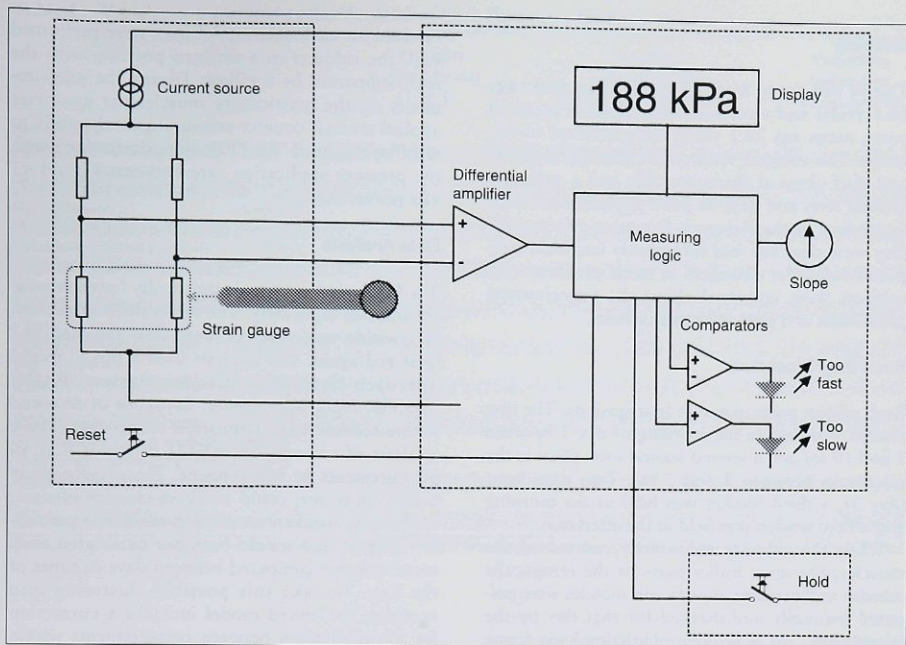 Current source
188 kPa
Display
Differential
amplifier
+
-
Measuring
logic
Slope
Strain gauge
Comparators
+
-
Too
fast
+
-
Too
slow
Reset
Hold